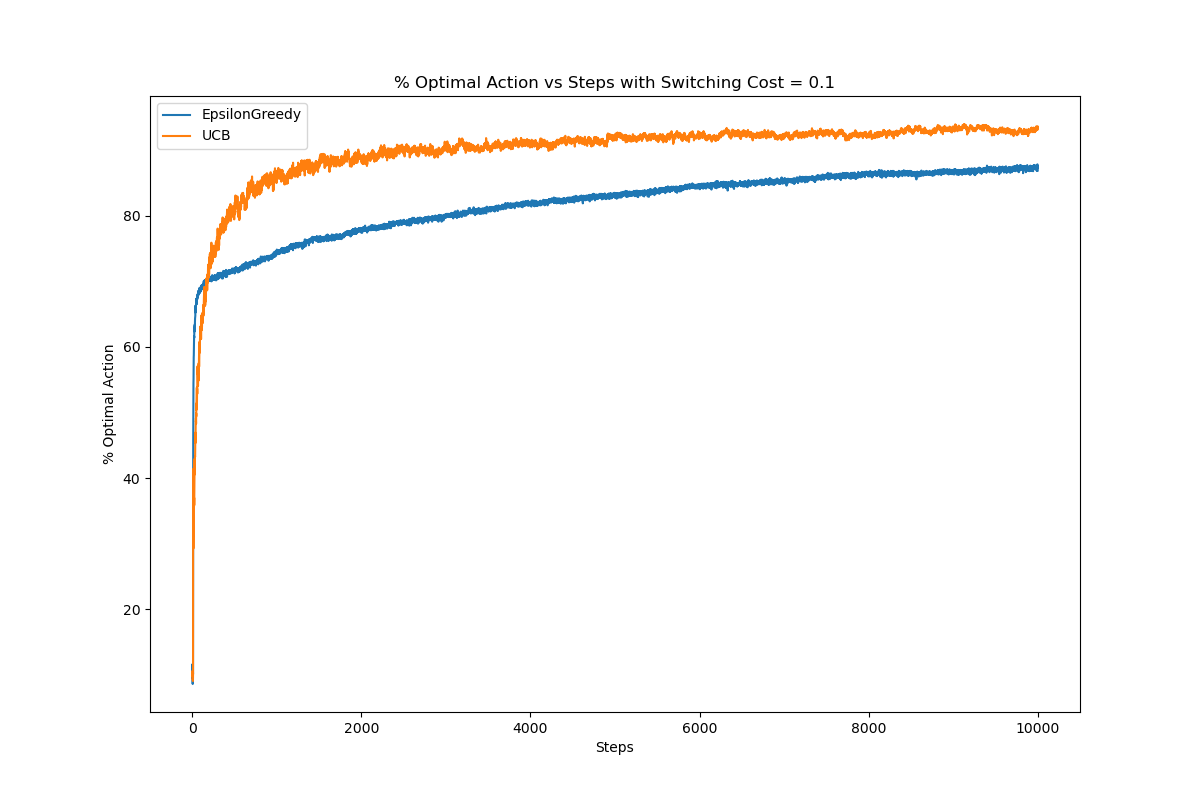 % Optimal Action vs Steps with Switching Cost = 0.1
EpsilonGreedy
UCB
80
60
40
20
% Optimal Action
0
2000
4000
6000
8000
10000
Steps